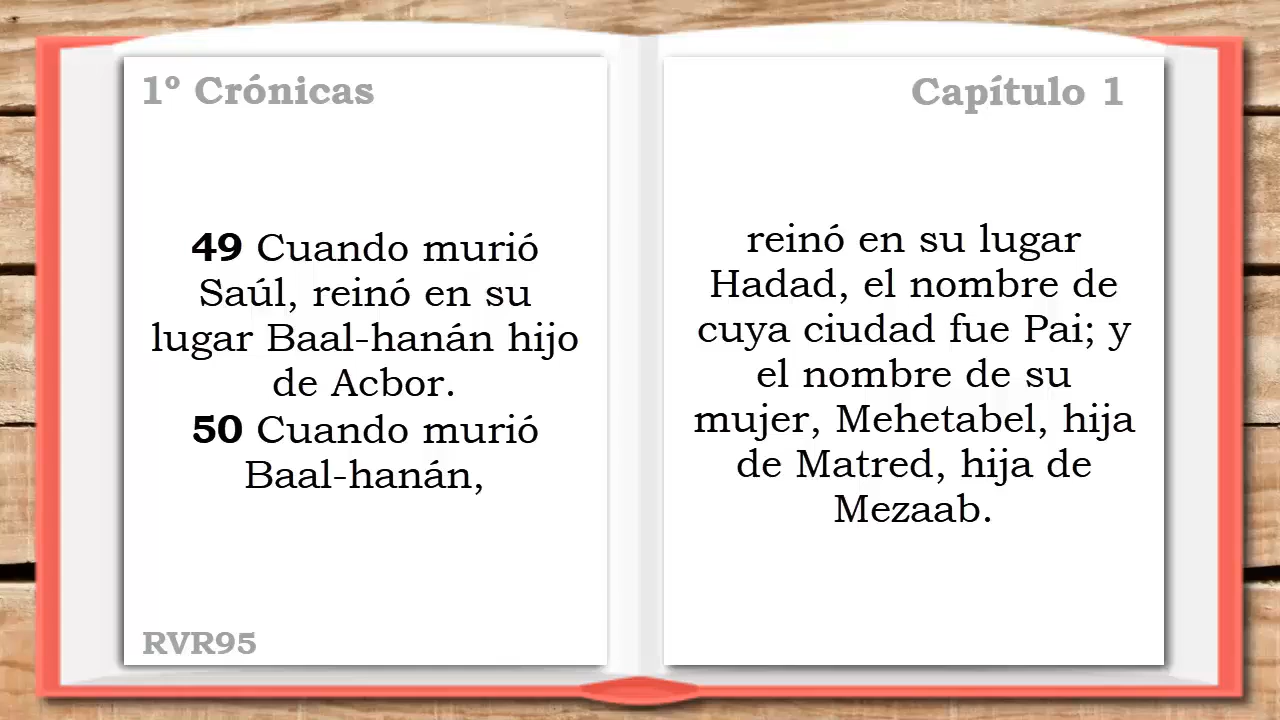 1º Crónicas
49 Cuando murió
Saúl, reinó en su
lugar Baal-hanán hijo
de Acbor.
50 Cuando murió
Baal-hanán,
RVR95
Capítulo 1
reinó en su lugar
Hadad, el nombre de
cuya ciudad fue Pai; y
el nombre de su
mujer, Mehetabel, hija
de Matred, hija de
Mezaab.